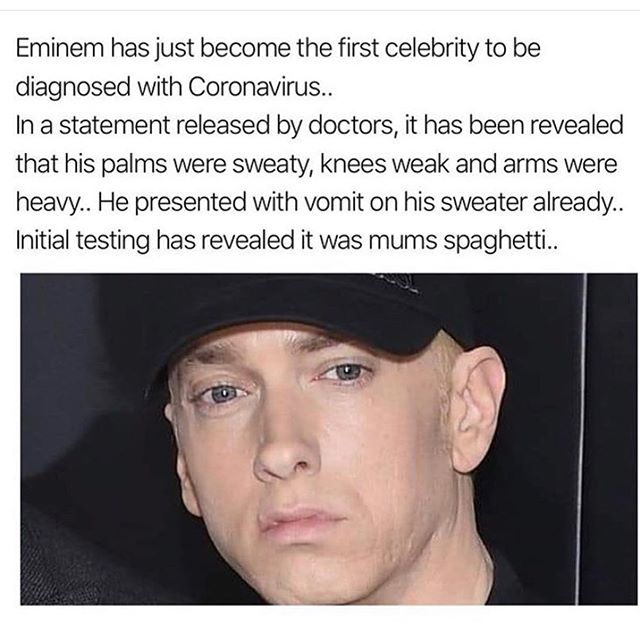 Eminem has just become the first celebrity to be
diagnosed with Coronavirus..
In a statement released by doctors, it has been revealed
that his palms were sweaty, knees weak and arms were
heavy.. He presented with vomit on his sweater already..
Initial testing has revealed it was mums spaghetti..